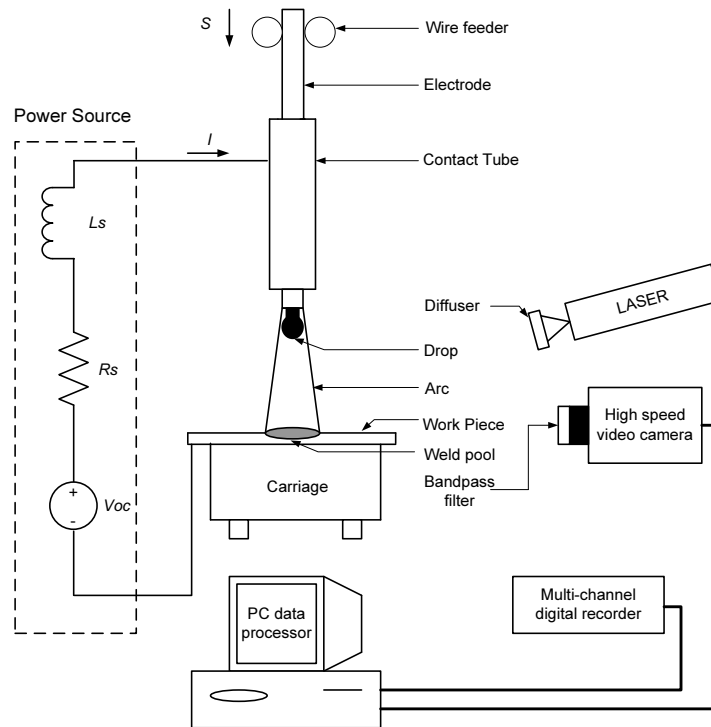 S
Wire feeder
Electrode
Power Source
I
Contact Tube
Ls
Diffuser
LASER
Drop
Rs
Arc
High speed
video camera
Work Piece
Weld pool
Bandpass
filter
Carriage
+
Voc
-
PC data
processor
Multi-channel
digital recorder